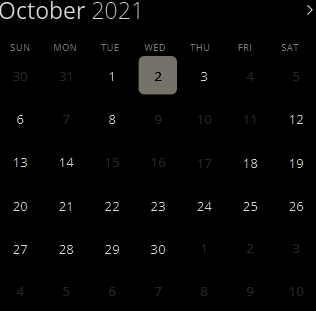 October 2021
SUN MON TUE WED THU FRI SAT
30 31 1 2 3 4 5
6 7 8 9 10 11 12
13 14 15 16 17 18 19
20 21 22 23 24 25 26
27 28 29 30 1 2 3
4 5 6 7 8 9 10